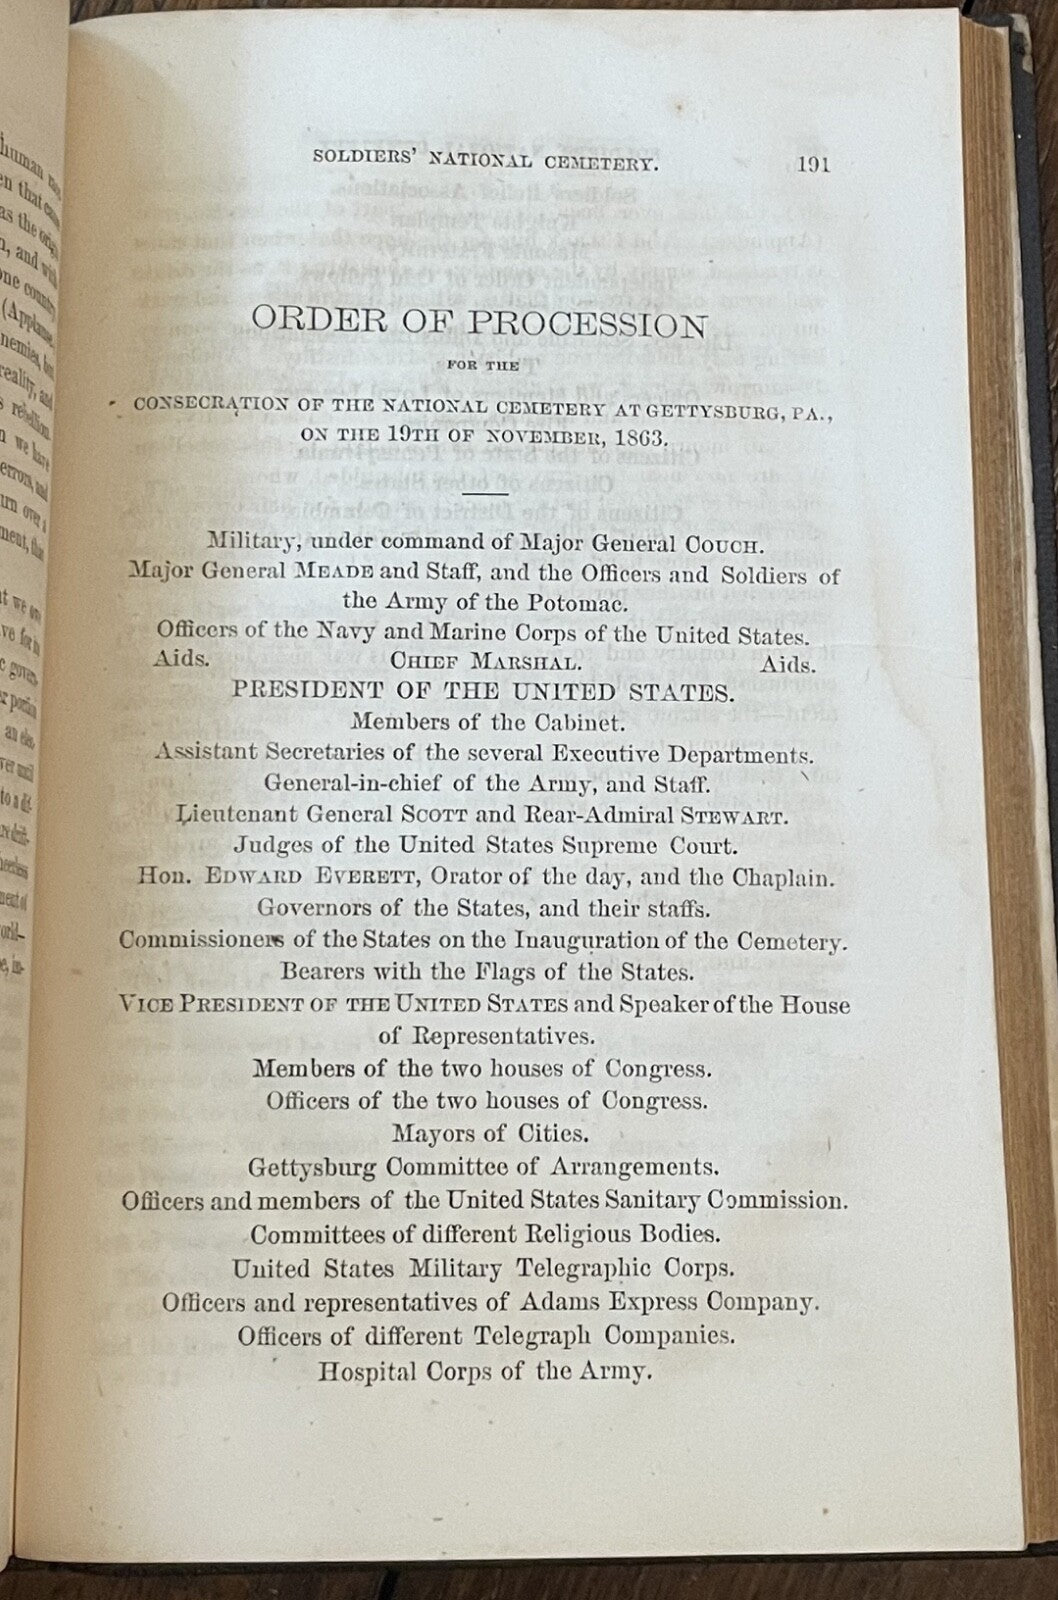 SOLDIERS' NATIONAL CEMETERY. 191
ORDER OF PROCESSION
FOR THE
CONSECRATION OF THE NATIONAL CEMETERY AT GETTYSBURG, PA.,
ON THE 19TH OF NOVEMBER, 1863.
Military, under command of Major General COUCH.
Major General MEADE and Staff, and the Officers and Soldiers of
the Army of the Potomac.
Officers of the Navy and Marine Corps of the United States.
Aids. CHIEF MARSHAL. Aids.
PRESIDENT OF THE UNITED STATES.
Members of the Cabinet.
Assistant Secretaries of the several Executive Departments.
General-in-chief of the Army, and Staff.
Lieutenant General SCOTT and Rear-Admiral STEWART.
Judges of the United States Supreme Court.
Hon. EDWARD EVERETT, Orator of the day, and the Chaplain.
Governors of the States, and their staffs.
Commissioners of the States on the Inauguration of the Cemetery.
Bearers with the Flags of the States.
VICE PRESIDENT OF THE UNITED STATES and Speaker of the House
of Representatives.
Members of the two houses of Congress.
Officers of the two houses of Congress.
Mayors of Cities.
Gettysburg Committee of Arrangements.
Officers and members of the United States Sanitary Commission.
Committees of different Religious Bodies.
United States Military Telegraphic Corps.
Officers and representatives of Adams Express Company.
Officers of different Telegraph Companies.
Hospital Corps of the Army.